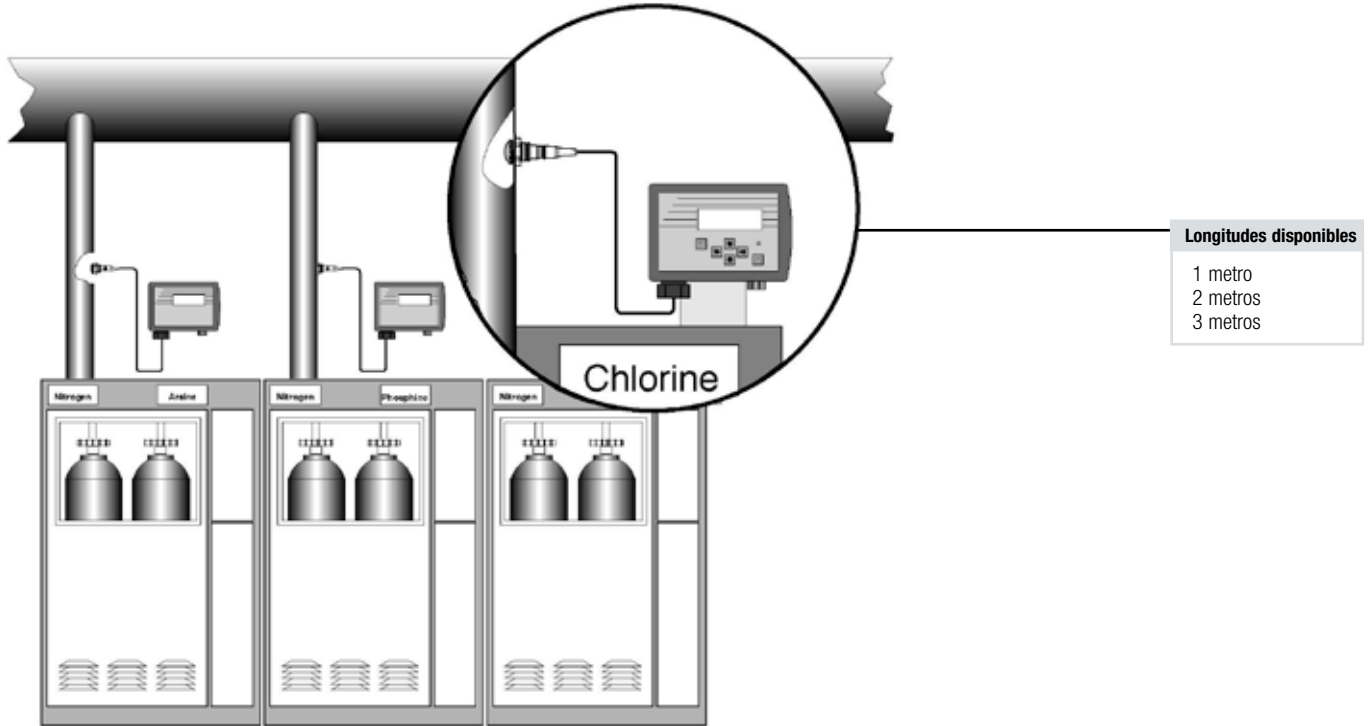 Longitudes disponibles
1 metro
2 metros
3 metros
Chlorine
Nitrogen
Arsine
Nitrogen
Phosphine
Nitrogen